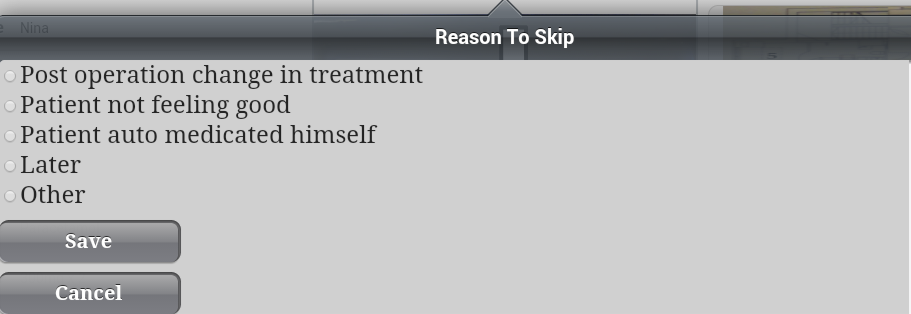 Nina
Reason To Skip
Post operation change in treatment
Patient not feeling good
Patient auto medicated himself
Later
Other
Save
Cancel